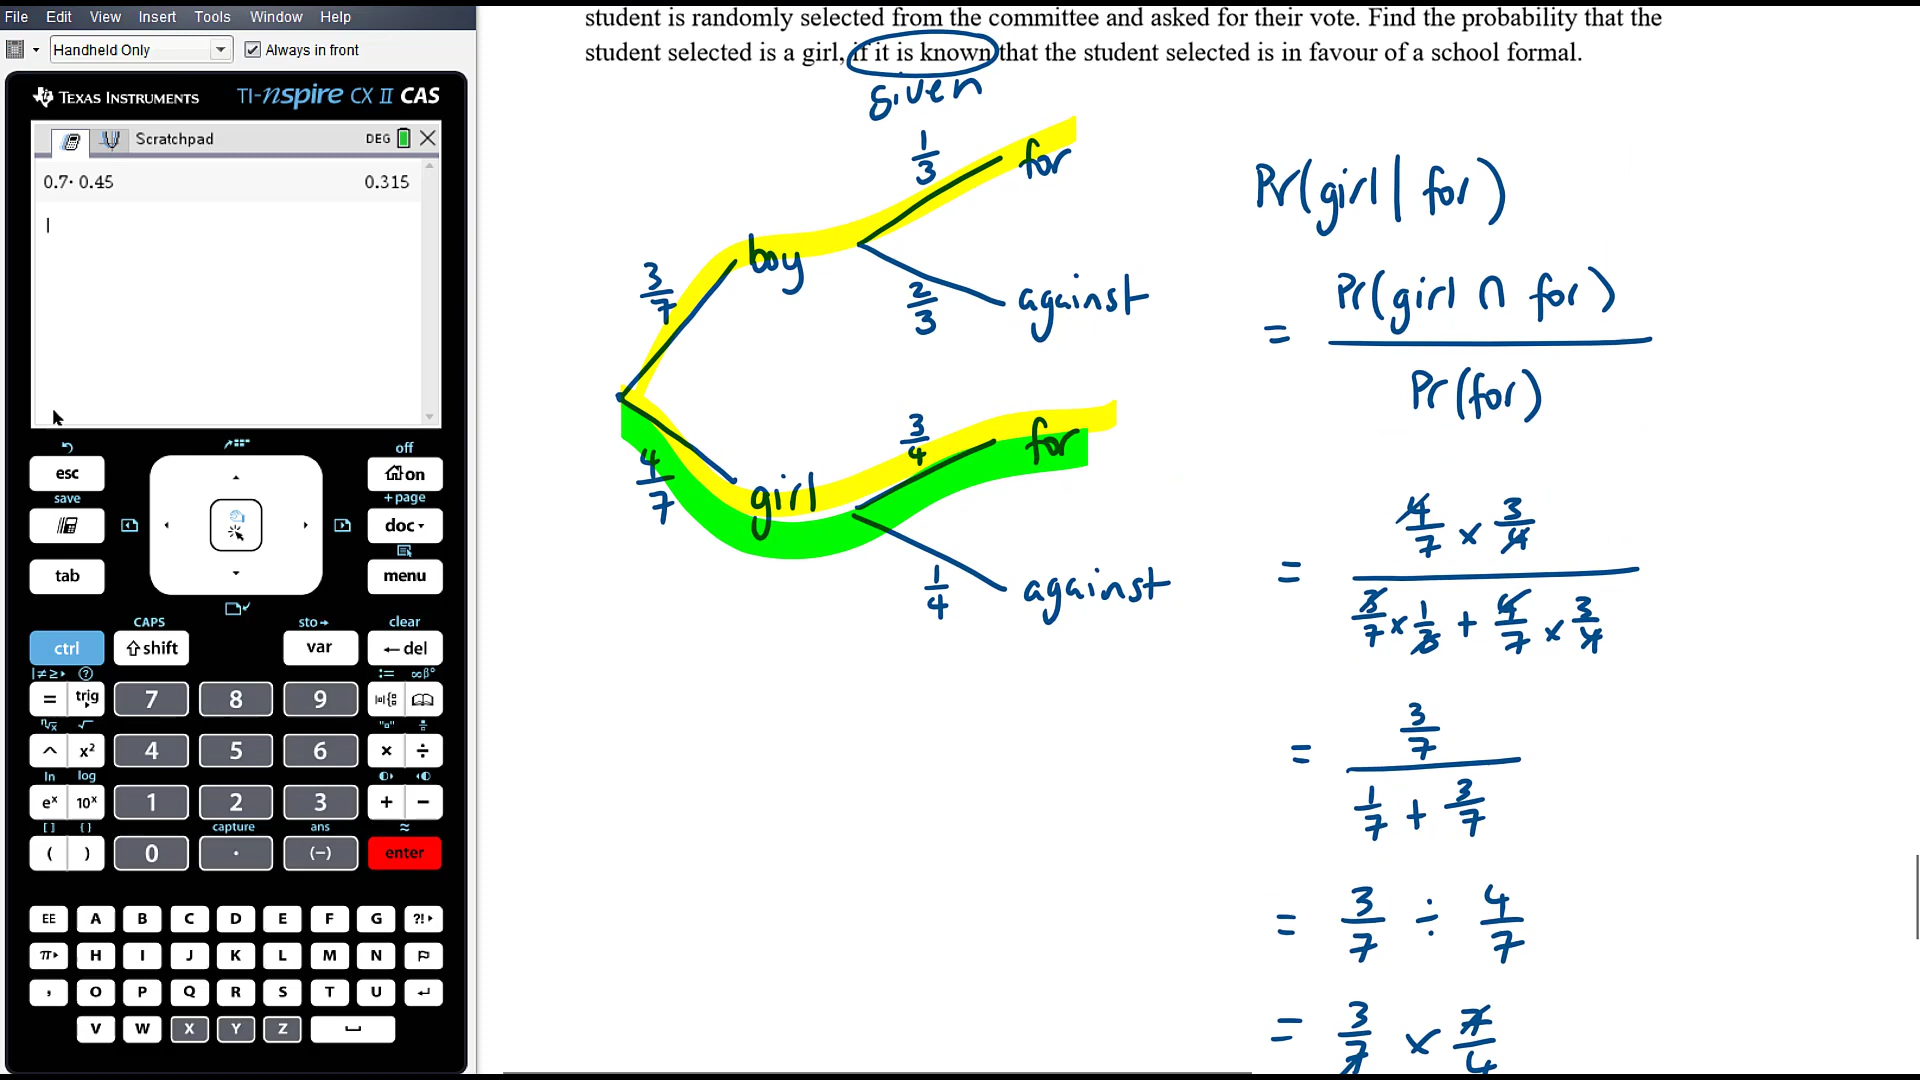 File Edit View Insert Tools Window Help
Handheld Only
Always in front
TEXAS INSTRUMENTS TI-nspire CX II CAS
Scratchpad DEG
0.7· 0.45 0.315
off
esc on
save + page
doc
tab menu
CAPS sto→ clear
ctrl shift var ←del
= trig 7 8 9
^ x² 4 5 6 × ÷
ln log
eˣ 10ˣ 1 2 3 + −
[ ] { } capture ans ≈
( ) 0 . (−) enter
EE A B C D E F G ?!▸
π▸ H I J K L M N
, O P Q R S T U
V W X Y Z
student is randomly selected from the committee and asked for their vote. Find the probability that the
student selected is a girl, if it is known that the student selected is in favour of a school formal.
given
1/3 for
boy
3/7
2/3 against
3/4 for
4/7 girl
1/4 against
Pr(girl | for)
= Pr(girl ∩ for) / Pr(for)
= 4/7 × 3/4 / 3/7 × 1/3 + 4/7 × 3/4
= 3/7 / 1/7 + 3/7
= 3/7 ÷ 4/7
= 3/7 × 7/4